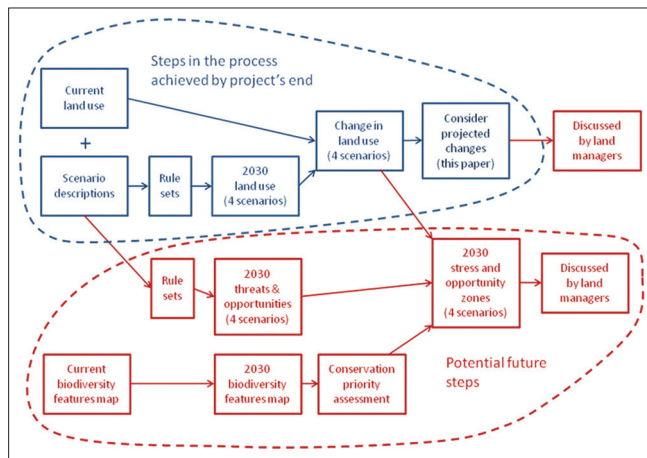 Steps in the process
achieved by project's end
Current
land use
+
Scenario
descriptions
Rule
sets
2030
land use
(4 scenarios)
Change in
land use
(4 scenarios)
Consider
projected
changes
(this paper)
Discussed
by land
managers
Rule
sets
2030
threats &
opportunities
(4 scenarios)
2030
stress and
opportunity
zones
(4 scenarios)
Discussed
by land
managers
Current
biodiversity
features map
2030
biodiversity
features map
Conservation
priority
assessment
Potential future
steps